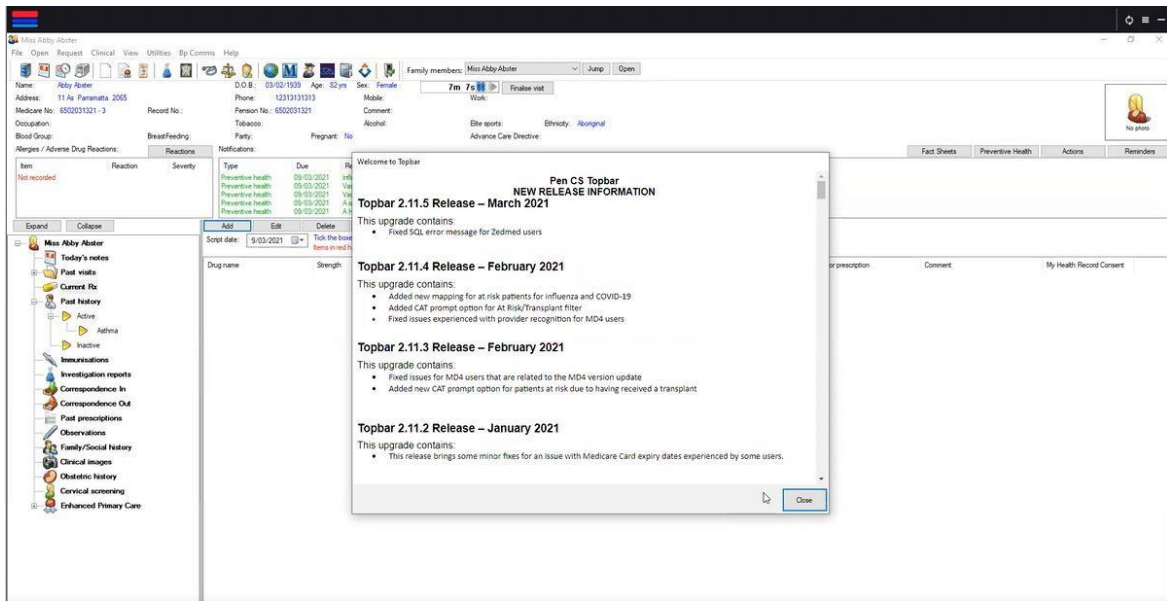 Miss Abby Abster
File Open Request Clinical View Utilities Bp Comms Help
Family members: Miss Abby Abster Jump Open
Name: Abby Abster D.O.B.: 03/02/1939 Age: 82 yrs Sex: Female 7m 7s Finalise visit
Address: 11 Aa Parramatta 2065 Phone: 12313131313 Mobile: Work:
Medicare No: 6502031321 - 3 Record No.: Pension No.: 6502031321 Comment:
Occupation: Tobacco: Alcohol: Elite sports: Ethnicity: Aboriginal
No photo
Blood Group: BreastFeeding: Party: Pregnant: No Advance Care Directive:
Allergies / Adverse Drug Reactions: Reactions Notifications: Fact Sheets Preventive Health Actions Reminders
Item Reaction Severity Type Due
Not recorded
Preventive health 09/03/2021
Preventive health 09/03/2021
Preventive health 09/03/2021
Preventive health 09/03/2021
Preventive health 09/03/2021
Expand Collapse Add Edit Delete
Script date: 9/03/2021 Tick the boxe
Items in red h
Drug name Strength or prescription Comment My Health Record Consent
Miss Abby Abster
Today's notes
Past visits
Current Rx
Past history
Active
Asthma
Inactive
Immunisations
Investigation reports
Correspondence In
Correspondence Out
Past prescriptions
Observations
Family/Social history
Clinical images
Obstetric history
Cervical screening
Enhanced Primary Care
Welcome to Topbar
Pen CS Topbar
NEW RELEASE INFORMATION
Topbar 2.11.5 Release – March 2021
This upgrade contains:
• Fixed SQL error message for Zedmed users
Topbar 2.11.4 Release – February 2021
This upgrade contains:
• Added new mapping for at risk patients for influenza and COVID-19
• Added CAT prompt option for At Risk/Transplant filter
• Fixed issues experienced with provider recognition for MD4 users
Topbar 2.11.3 Release – February 2021
This upgrade contains:
• Fixed issues for MD4 users that are related to the MD4 version update
• Added new CAT prompt option for patients at risk due to having received a transplant
Topbar 2.11.2 Release – January 2021
This upgrade contains:
• This release brings some minor fixes for an issue with Medicare Card expiry dates experienced by some users.
Close